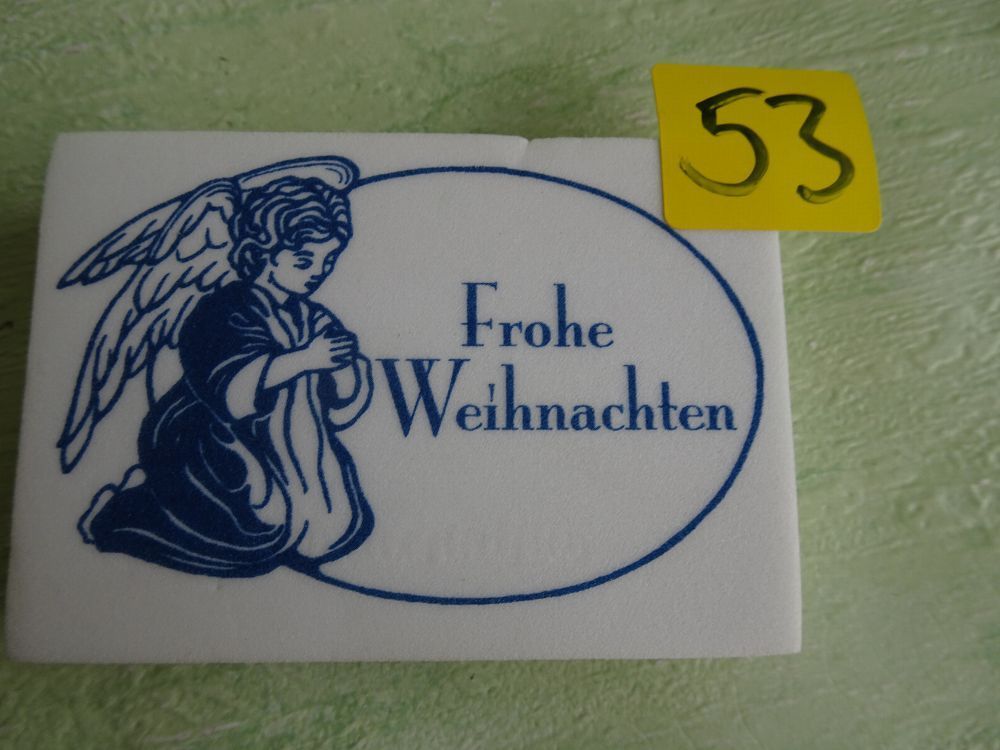 53
Frohe
Weihnachten